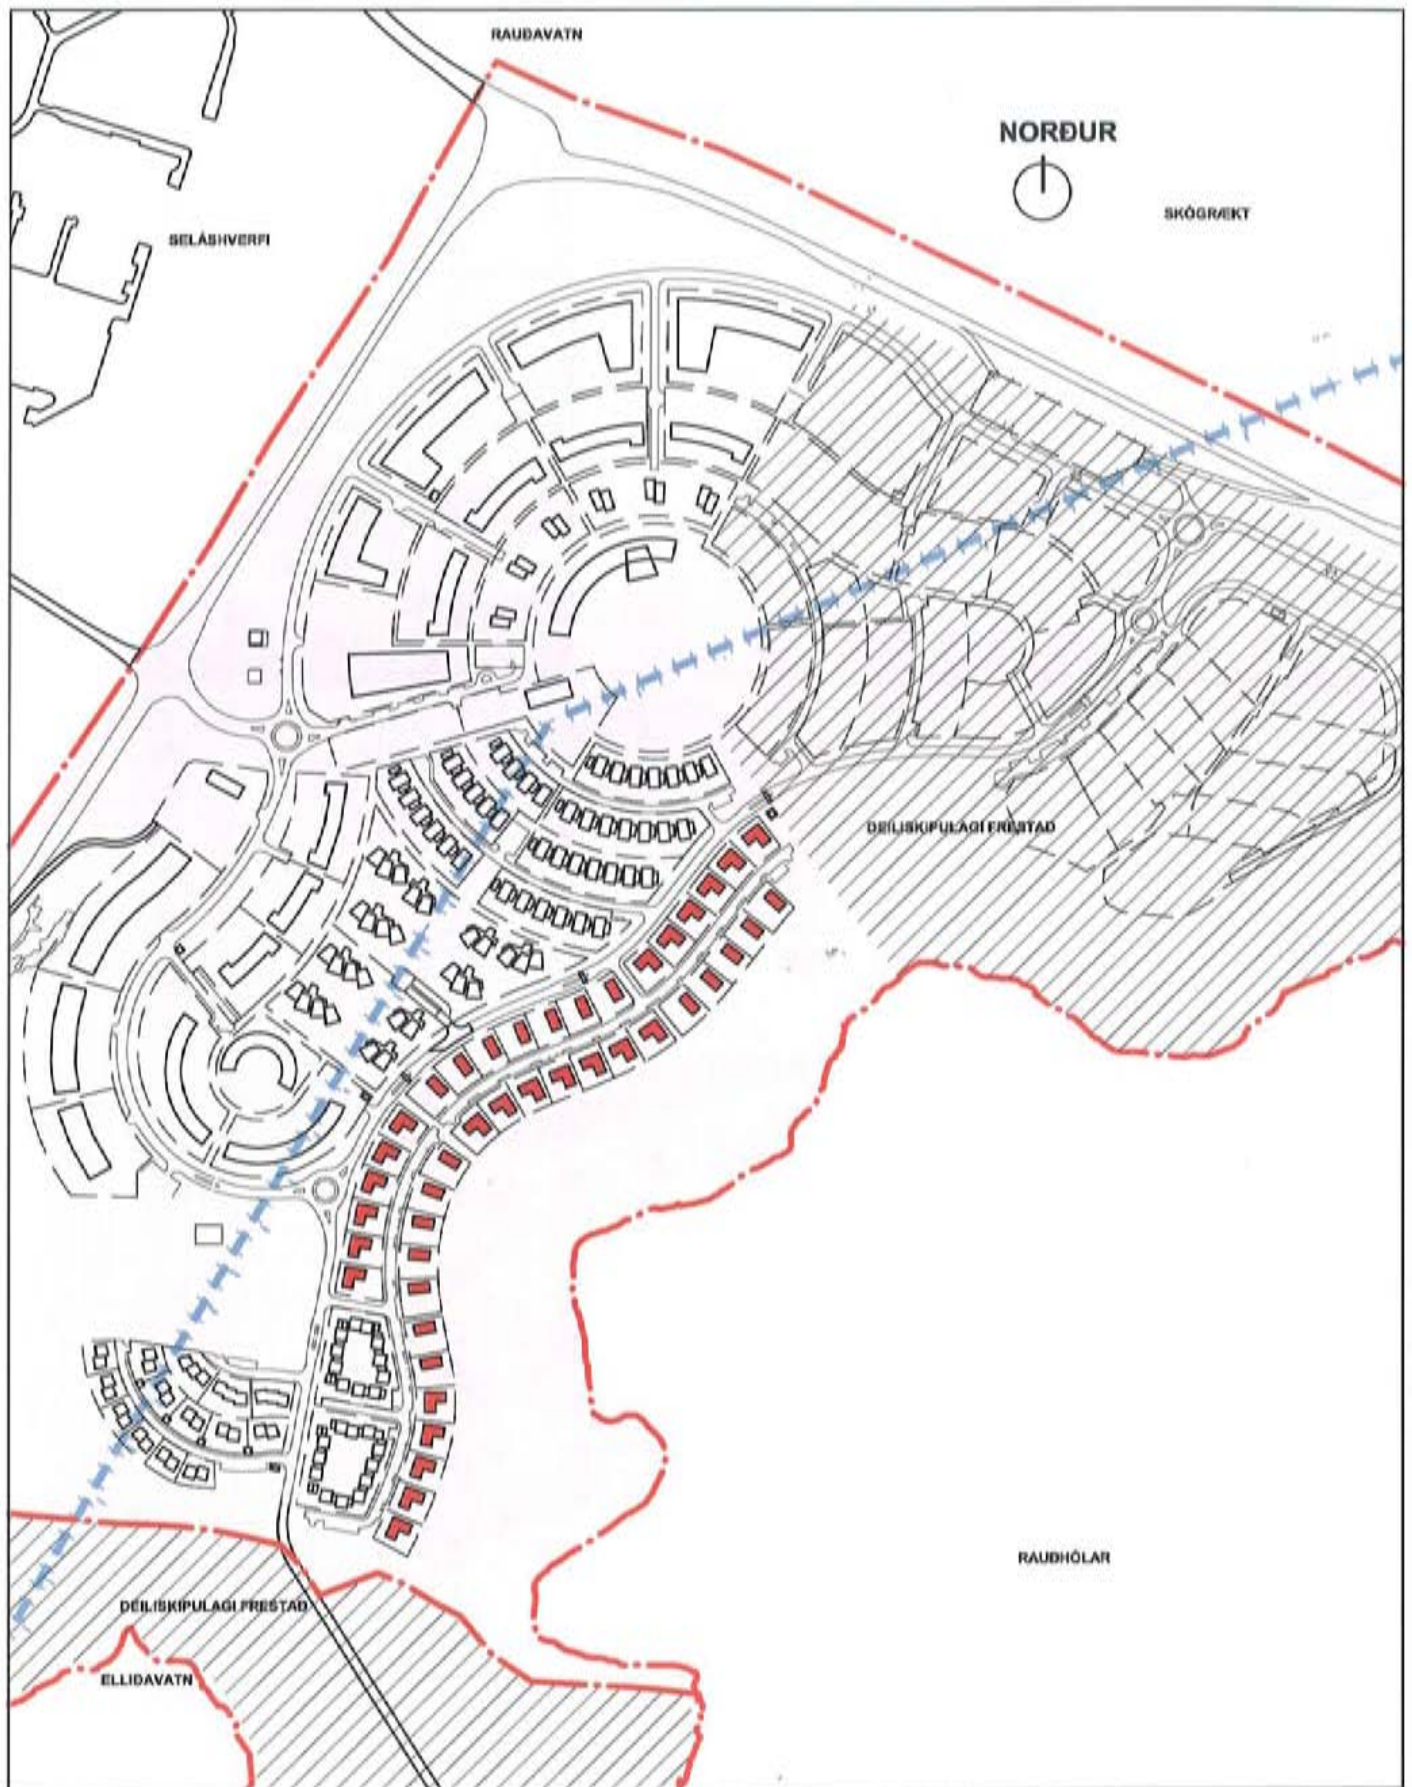 RAUÐAVATN
NORÐUR
SKÓGRÆKT
SELÁSHVERFI
DEILISKIPULAGI FRESTAÐ
RAUÐHÓLAR
DEILISKIPULAGI FRESTAÐ
ELLIÐAVATN